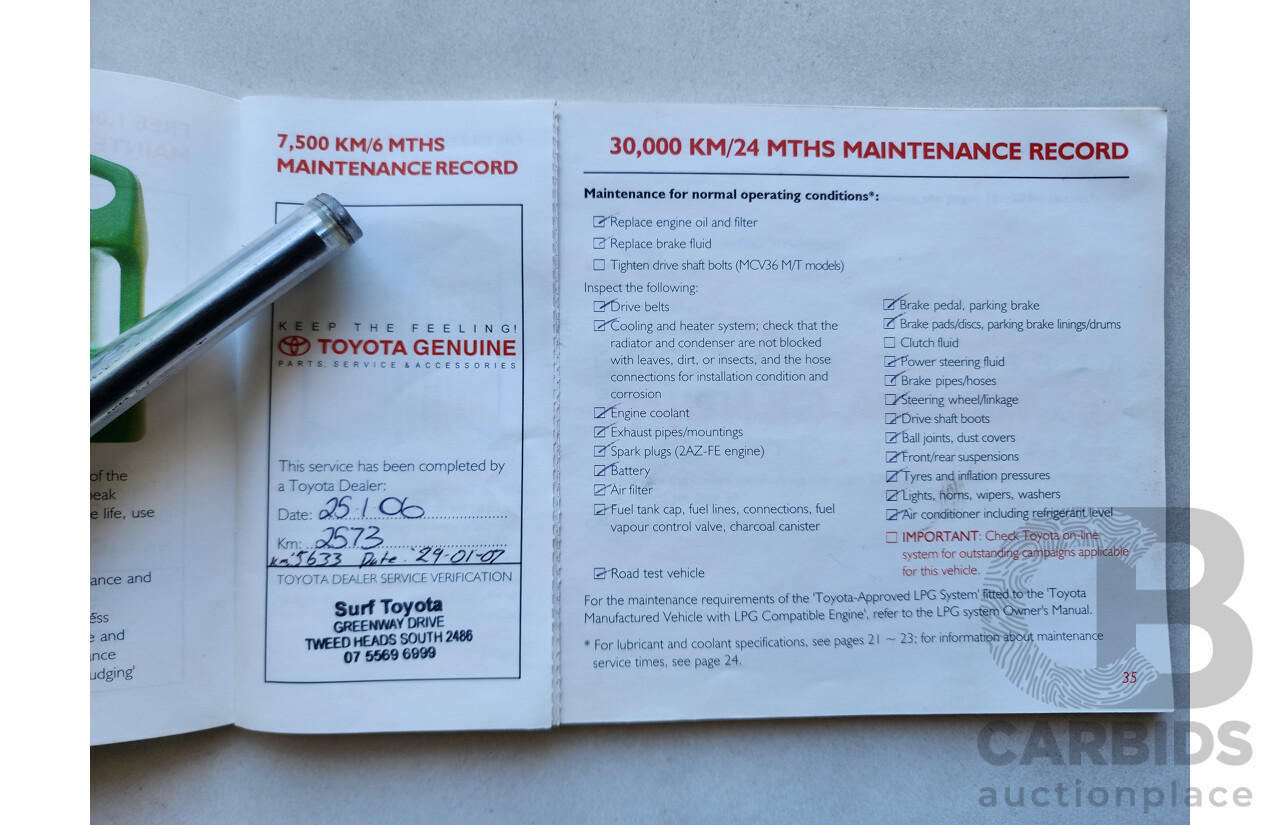 of the
eak
e life, use
ance and
ess
e and
nce
udging'
7,500 KM/6 MTHS
MAINTENANCE RECORD
KEEP THE FEELING!
TOYOTA GENUINE
PARTS, SERVICE & ACCESSORIES
This service has been completed by
a Toyota Dealer:
Date: 25·1·06
Km: 2573
km: 5633 Date: 29-01-07
TOYOTA DEALER SERVICE VERIFICATION
Surf Toyota
GREENWAY DRIVE
TWEED HEADS SOUTH 2486
07 5569 6999
30,000 KM/24 MTHS MAINTENANCE RECORD
Maintenance for normal operating conditions*:
Replace engine oil and filter
Replace brake fluid
Tighten drive shaft bolts (MCV36 M/T models)
Inspect the following:
Drive belts
Cooling and heater system; check that the
radiator and condenser are not blocked
with leaves, dirt, or insects, and the hose
connections for installation condition and
corrosion
Engine coolant
Exhaust pipes/mountings
Spark plugs (2AZ-FE engine)
Battery
Air filter
Fuel tank cap, fuel lines, connections, fuel
vapour control valve, charcoal canister
Road test vehicle
Brake pedal, parking brake
Brake pads/discs, parking brake linings/drums
Clutch fluid
Power steering fluid
Brake pipes/hoses
Steering wheel/linkage
Drive shaft boots
Ball joints, dust covers
Front/rear suspensions
Tyres and inflation pressures
Lights, horns, wipers, washers
Air conditioner including refrigerant level
IMPORTANT: Check Toyota on-line
system for outstanding campaigns applicable
for this vehicle.
For the maintenance requirements of the 'Toyota-Approved LPG System' fitted to the 'Toyota
Manufactured Vehicle with LPG Compatible Engine', refer to the LPG system Owner's Manual.
* For lubricant and coolant specifications, see pages 21 ~ 23; for information about maintenance
service times, see page 24.
35
CB
CARBIDS
auctionplace